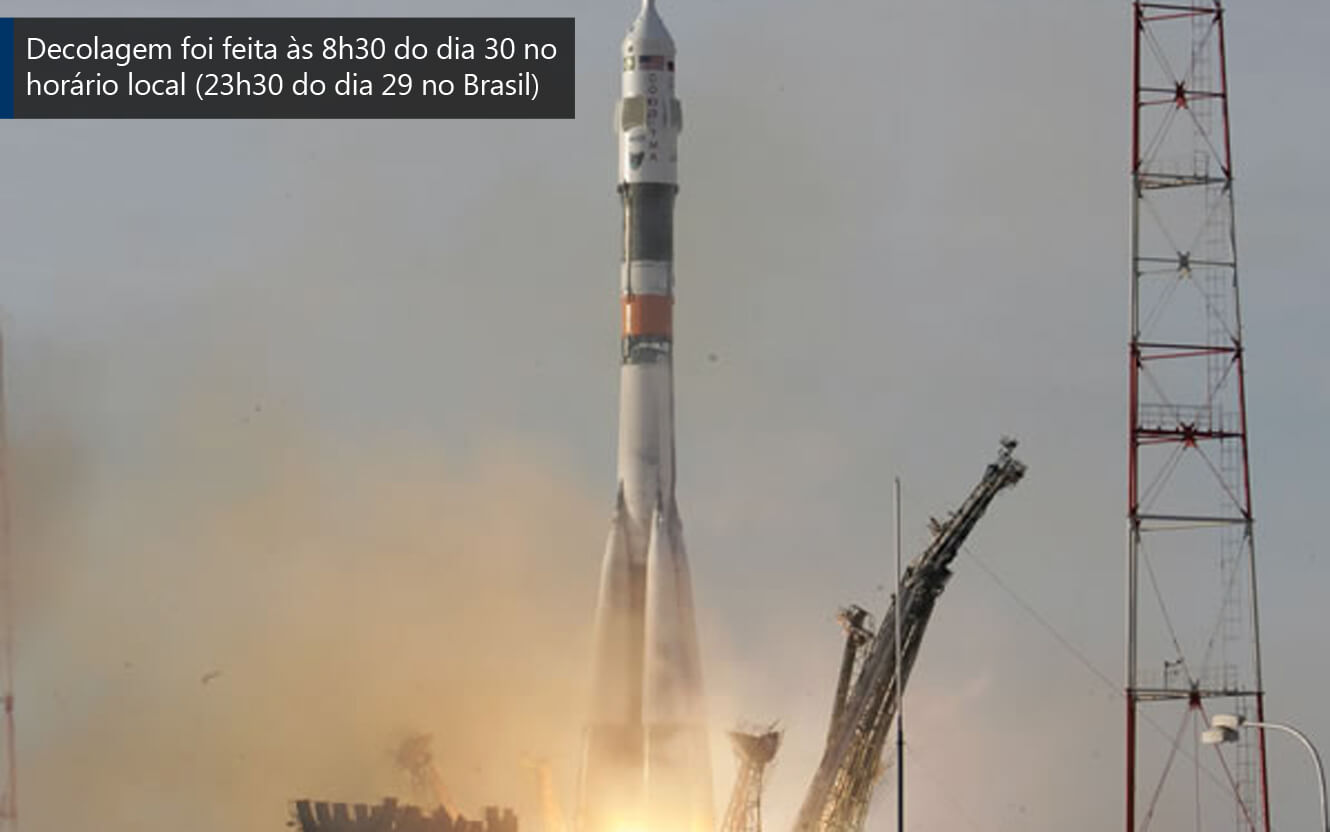 Decolagem foi feita às 8h30 do dia 30 no
horário local (23h30 do dia 29 no Brasil)